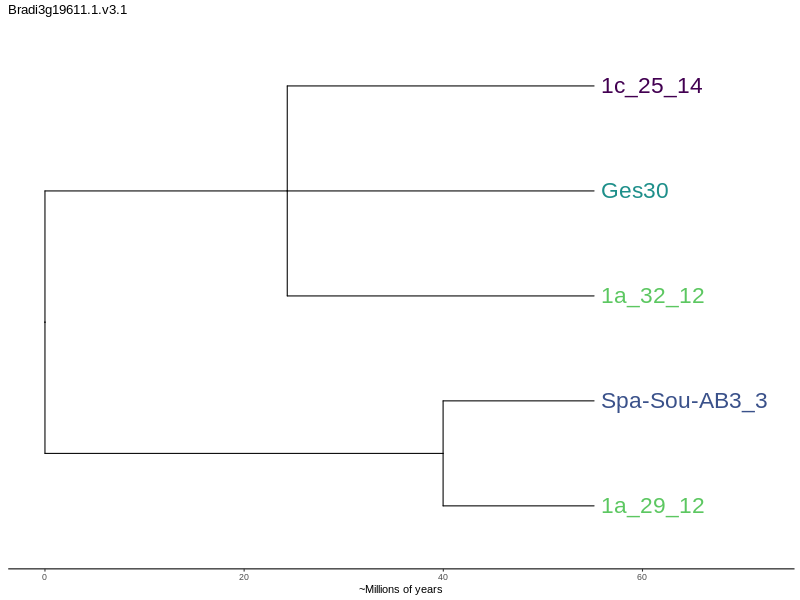 Bradi3g19611.1.v3.1
1c_25_14
Ges30
1a_32_12
Spa-Sou-AB3_3
1a_29_12
0 20 40 60
~Millions of years